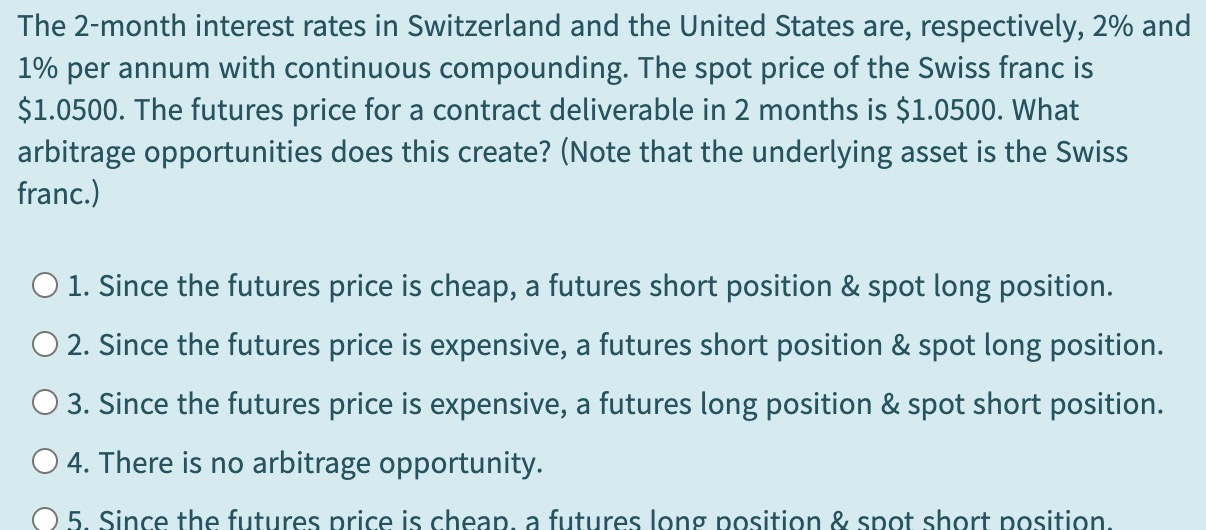 The 2-month interest rates in Switzerland and the United States are, respectively, 2% and
1% per annum with continuous compounding. The spot price of the Swiss franc is
$1.0500. The futures price for a contract deliverable in 2 months is $1.0500. What
arbitrage opportunities does this create? (Note that the underlying asset is the Swiss
franc.)
1. Since the futures price is cheap, a futures short position & spot long position.
2. Since the futures price is expensive, a futures short position & spot long position.
3. Since the futures price is expensive, a futures long position & spot short position.
4. There is no arbitrage opportunity.
5. Since the futures price is cheap, a futures long position & spot short position.